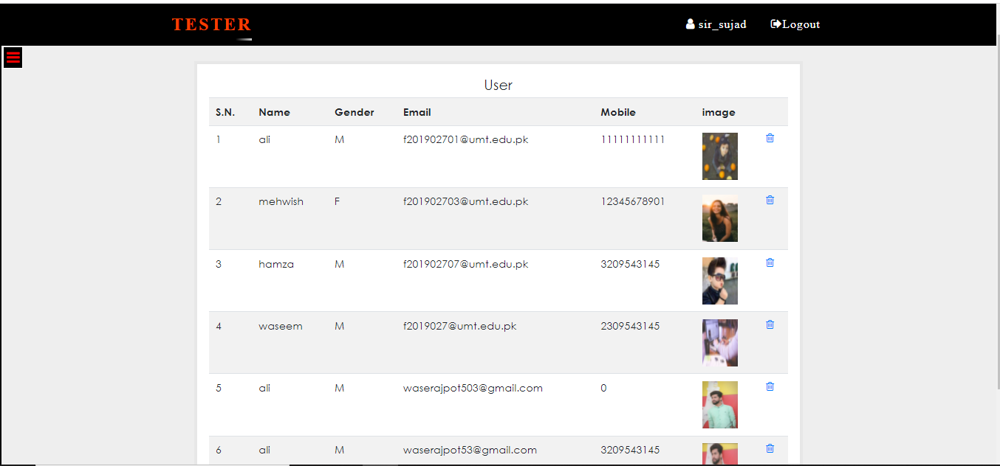 TESTER sir_sujad Logout
User
S.N. Name Gender Email Mobile image
1 ali M f201902701@umt.edu.pk 11111111111
2 mehwish F f201902703@umt.edu.pk 12345678901
3 hamza M f201902707@umt.edu.pk 3209543145
4 waseem M f2019027@umt.edu.pk 2309543145
5 ali M waserajpot503@gmail.com 0
6 ali M waserajpot53@gmail.com 3209543145